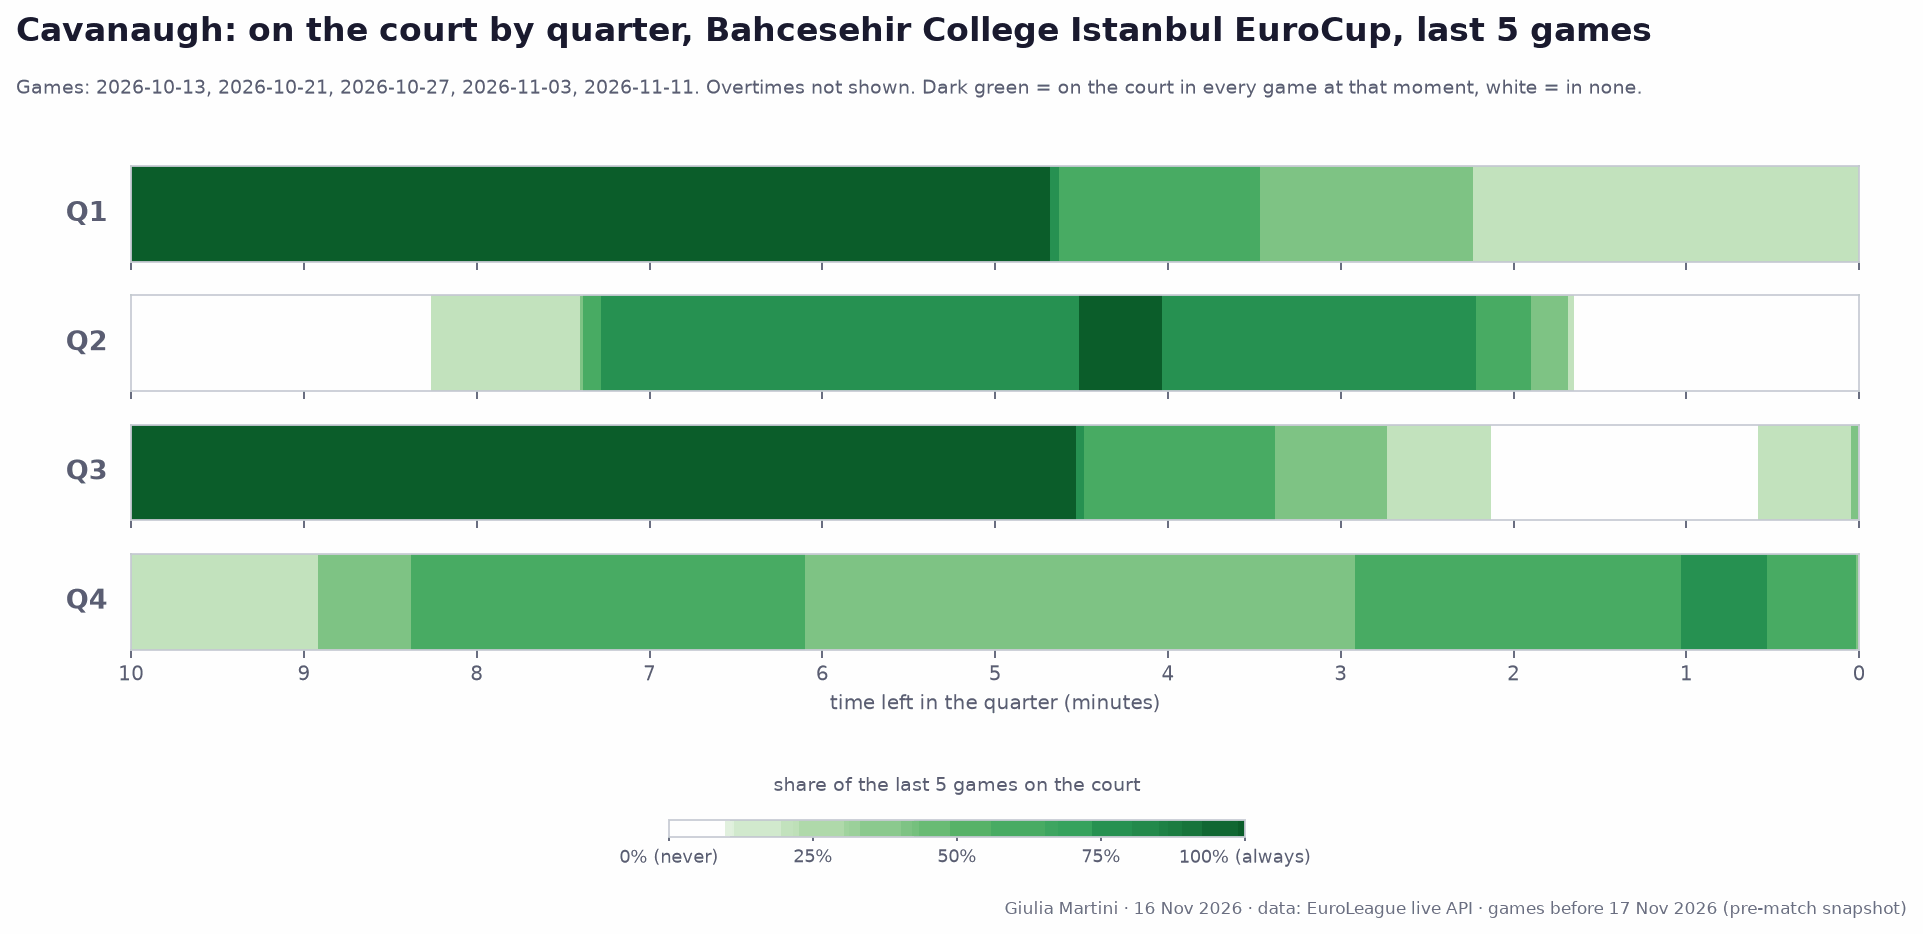 Cavanaugh: on the court by quarter, Bahcesehir College Istanbul EuroCup, last 5 games
Games: 2026-10-13, 2026-10-21, 2026-10-27, 2026-11-03, 2026-11-11. Overtimes not shown. Dark green = on the court in every game at that moment, white = in none.
Q1
Q2
Q3
Q4
10 9 8 7 6 5 4 3 2 1 0
time left in the quarter (minutes)
share of the last 5 games on the court
0% (never) 25% 50% 75% 100% (always)
Giulia Martini · 16 Nov 2026 · data: EuroLeague live API · games before 17 Nov 2026 (pre-match snapshot)